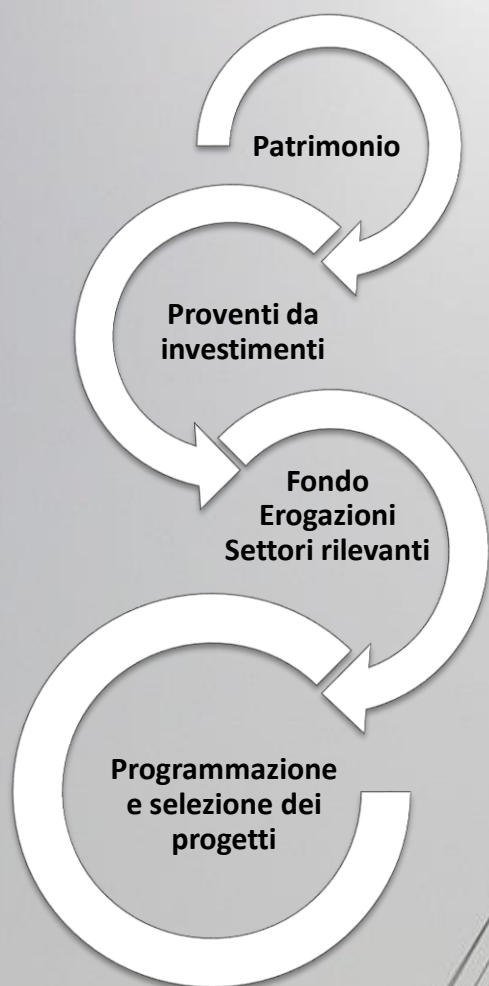 Patrimonio
Proventi da
investimenti
Fondo
Erogazioni
Settori rilevanti
Programmazione
e selezione dei
progetti